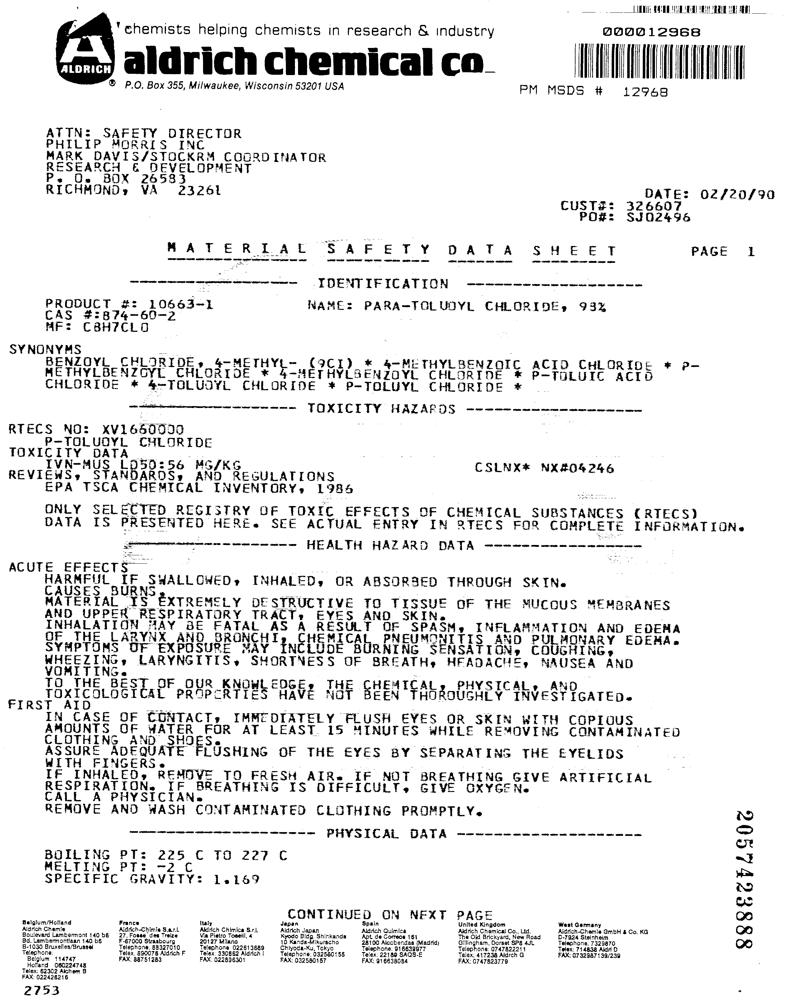 chemists helping chemists in research & industry
aldrich chemical co.
ALDRICH
P.O. Box 355, Milwaukee, Wisconsin 53201 USA
000012968
PM MSDS # 12968
ATTN: SAFETY DIRECTOR
PHILIP MORRIS INC
MARK DAVIS/STOCKRM COORDINATOR
RESEARCH & DEVELOPMENT
P. O. BOX 26583
RICHMOND, VA 23261
DATE: 02/20/90
CUST#: 326607
PO#: SJ02496
MATERIAL SAFETY DATA SHEET PAGE 1
IDENTIFICATION
PRODUCT #: 10663-1 NAME: PARA-TOLUOYL CHLORIDE, 98%
CAS #:874-60-2
MF: C8H7CLO
SYNONYMS
BENZOYL CHLORIDE, 4-METHYL- (9CI) * 4-METHYLBENZOIC ACID CHLORIDE * P-
METHYLBENZOYL CHLORIDE * 4-METHYLBENZOYL CHLORIDE * P-TOLUIC ACID
CHLORIDE * 4-TOLUOYL CHLORIDE * P-TOLUYL CHLORIDE *
TOXICITY HAZARDS
RTECS NO: XV1660000
P-TOLUOYL CHLORIDE
TOXICITY DATA
IVN-MUS LD50:56 MG/KG CSLNX* NX#04246
REVIEWS, STANDARDS, AND REGULATIONS
EPA TSCA CHEMICAL INVENTORY, 1986
ONLY SELECTED REGISTRY OF TOXIC EFFECTS OF CHEMICAL SUBSTANCES (RTECS)
DATA IS PRESENTED HERE. SEE ACTUAL ENTRY IN RTECS FOR COMPLETE INFORMATION.
HEALTH HAZARD DATA
ACUTE EFFECTS
HARMFUL IF SWALLOWED, INHALED, OR ABSORBED THROUGH SKIN.
CAUSES BURNS.
MATERIAL IS EXTREMELY DESTRUCTIVE TO TISSUE OF THE MUCOUS MEMBRANES
AND UPPER RESPIRATORY TRACT, EYES AND SKIN.
INHALATION MAY BE FATAL AS A RESULT OF SPASM, INFLAMMATION AND EDEMA
OF THE LARYNX AND BRONCHI, CHEMICAL PNEUMONITIS AND PULMONARY EDEMA.
SYMPTOMS OF EXPOSURE MAY INCLUDE BURNING SENSATION, COUGHING,
WHEEZING, LARYNGITIS, SHORTNESS OF BREATH, HEADACHE, NAUSEA AND
VOMITING.
TO THE BEST OF OUR KNOWLEDGE, THE CHEMICAL, PHYSICAL, AND
TOXICOLOGICAL PROPERTIES HAVE NOT BEEN THOROUGHLY INVESTIGATED.
FIRST AID
IN CASE OF CONTACT, IMMEDIATELY FLUSH EYES OR SKIN WITH COPIOUS
AMOUNTS OF WATER FOR AT LEAST 15 MINUTES WHILE REMOVING CONTAMINATED
CLOTHING AND SHOES.
ASSURE ADEQUATE FLUSHING OF THE EYES BY SEPARATING THE EYELIDS
WITH FINGERS.
IF INHALED, REMOVE TO FRESH AIR. IF NOT BREATHING GIVE ARTIFICIAL
RESPIRATION. IF BREATHING IS DIFFICULT, GIVE OXYGEN.
CALL A PHYSICIAN.
REMOVE AND WASH CONTAMINATED CLOTHING PROMPTLY.
PHYSICAL DATA
BOILING PT: 225 C TO 227 C
MELTING PT: -2 C
SPECIFIC GRAVITY: 1.169
2057423888
CONTINUED ON NEXT PAGE
Belgium/Holland
Aldrich Chemie
Boulevard Lambermont 140 b6
Bd. Lambermontlaan 140 b6
B-1030 Bruxelles/Brussel
Telephone:
Belgium 114747
Holland 060224748
Telex: 62302 Alchem B
FAX: 022428216
France
Aldrich-Chimie S.a.r.l.
27, Fosse des Treize
F-67000 Strasbourg
Telephone: 88327010
Telex: 890076 Aldrich F
FAX: 88751283
Italy
Aldrich Chimica S.r.l.
Via Pietro Toselli, 4
20127 Milano
Telephone: 022613689
Telex: 330862 Aldrich I
FAX: 022896301
Japan
Aldrich Japan
Kyodo Bldg. Shinkanda
10 Kanda-Mikuracho
Chiyoda-Ku, Tokyo
Telephone: 032580155
FAX: 032580157
Spain
Aldrich Química
Apt. de Correos 161
28100 Alcobendas (Madrid)
Telephone: 916639977
Telex: 22189 SAQS-E
FAX: 916638084
United Kingdom
Aldrich Chemical Co., Ltd.
The Old Brickyard, New Road
Gillingham, Dorset SP8 4JL
Telephone: 0747822211
Telex: 417238 Aldrch G
FAX: 0747823779
West Germany
Aldrich-Chemie GmbH & Co. KG
D-7924 Steinheim
Telephone: 7329870
Telex: 714838 Aldri D
FAX: 0732987139/239
2753